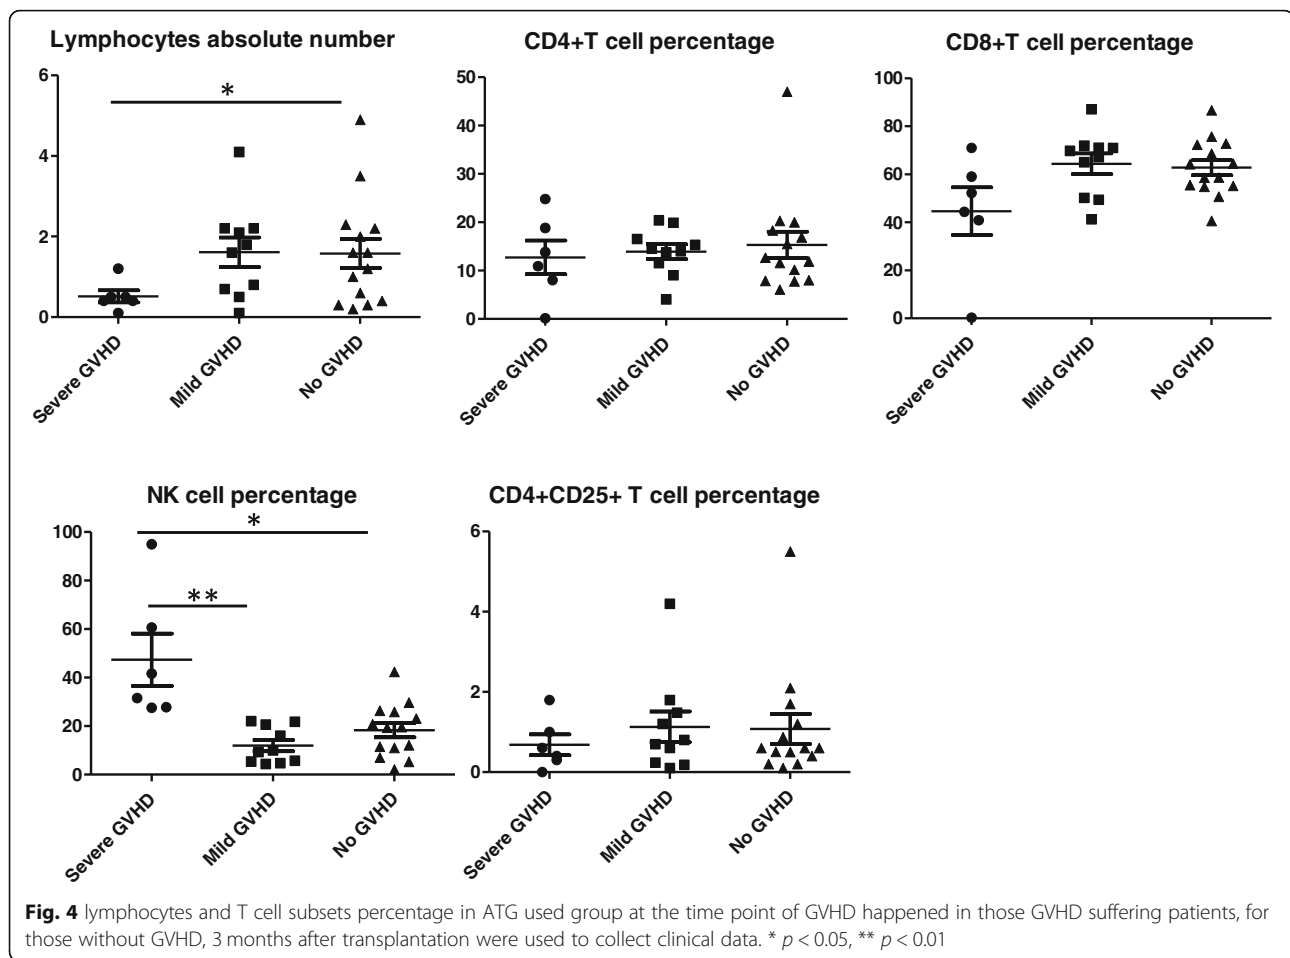 Lymphocytes absolute number
6
4
2
0
*
Severe GVHD
Mild GVHD
No GVHD
CD4+T cell percentage
50
40
30
20
10
0
Severe GVHD
Mild GVHD
No GVHD
CD8+T cell percentage
100
80
60
40
20
0
Severe GVHD
Mild GVHD
No GVHD
NK cell percentage
100
80
60
40
20
0
*
**
Severe GVHD
Mild GVHD
No GVHD
CD4+CD25+ T cell percentage
6
4
2
0
Severe GVHD
Mild GVHD
No GVHD
Fig. 4 lymphocytes and T cell subsets percentage in ATG used group at the time point of GVHD happened in those GVHD suffering patients, for
those without GVHD, 3 months after transplantation were used to collect clinical data. * p < 0.05, ** p < 0.01